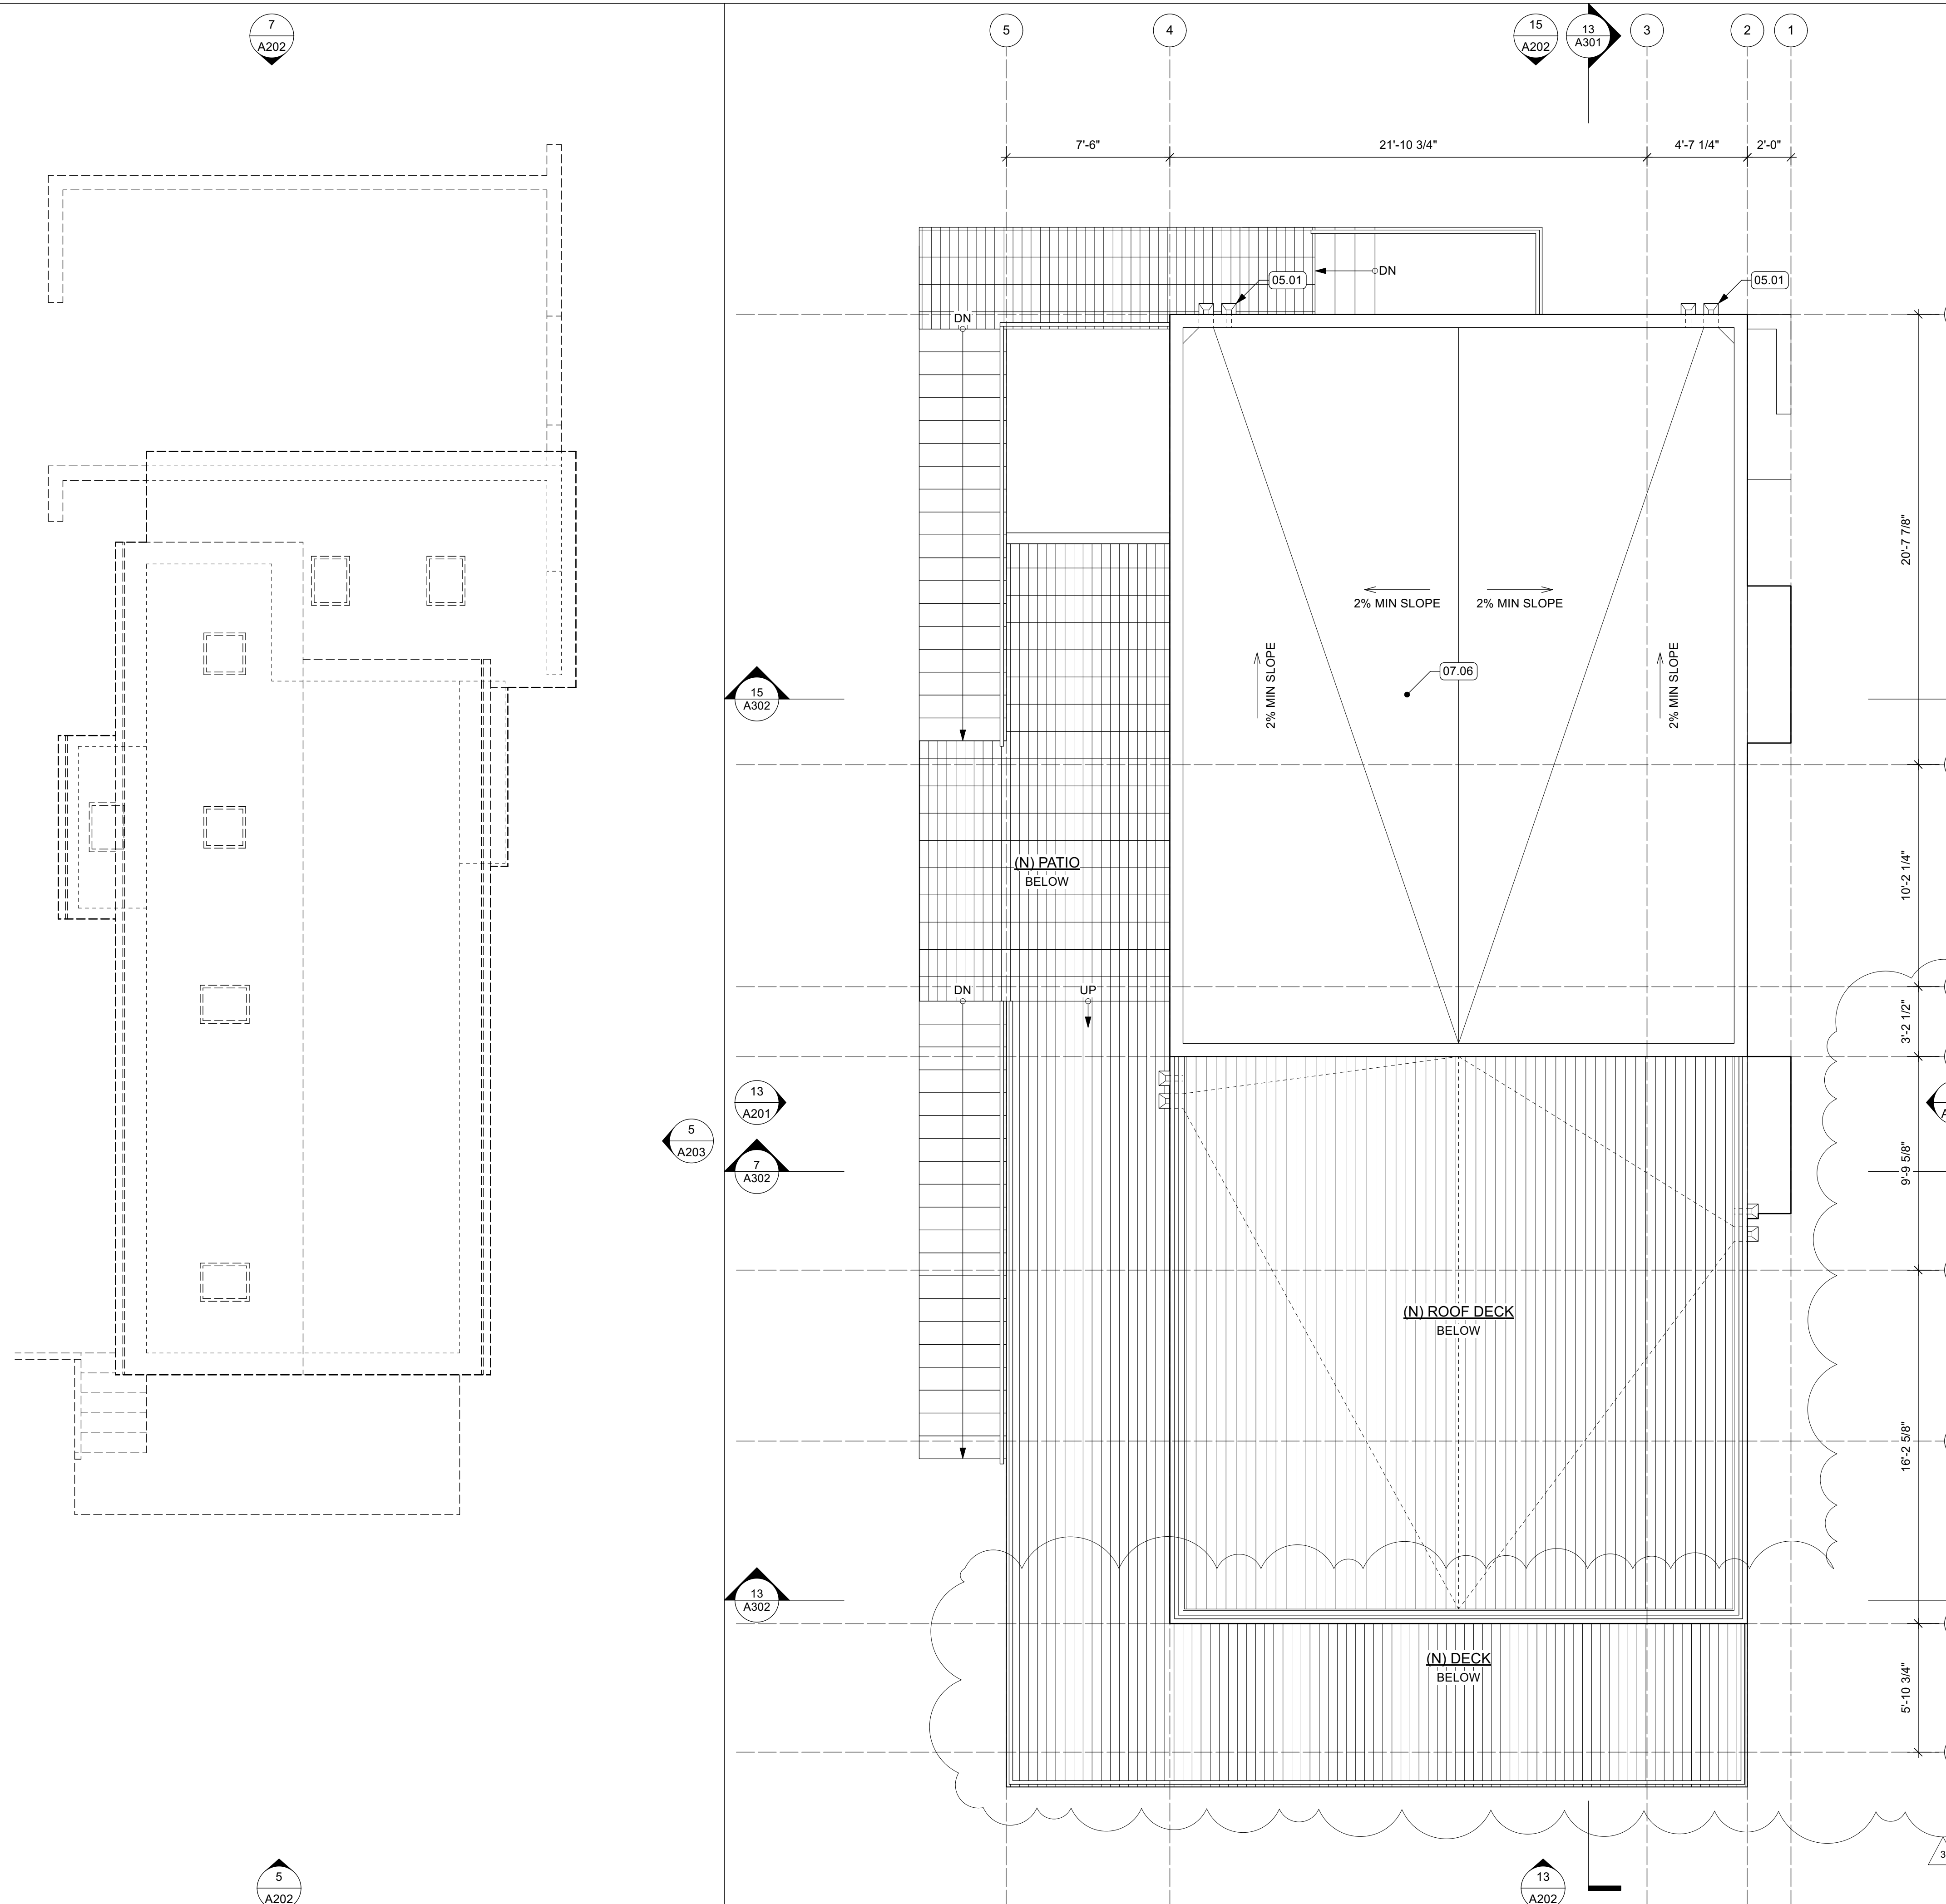 7
A202
5
4
15
A202
13
A301
3
2
1
7'-6"
21'-10 3/4"
4'-7 1/4"
2'-0"
05.01
DN
05.01
DN
20'-7 7/8"
2% MIN SLOPE
2% MIN SLOPE
2% MIN SLOPE
2% MIN SLOPE
07.06
15
A302
(N) PATIO
BELOW
10'-2 1/4"
DN
UP
3'-2 1/2"
13
A201
5
A203
7
A302
9'-9 5/8"
(N) ROOF DECK
BELOW
16'-2 5/8"
13
A302
(N) DECK
BELOW
5'-10 3/4"
3
5
A202
13
A202